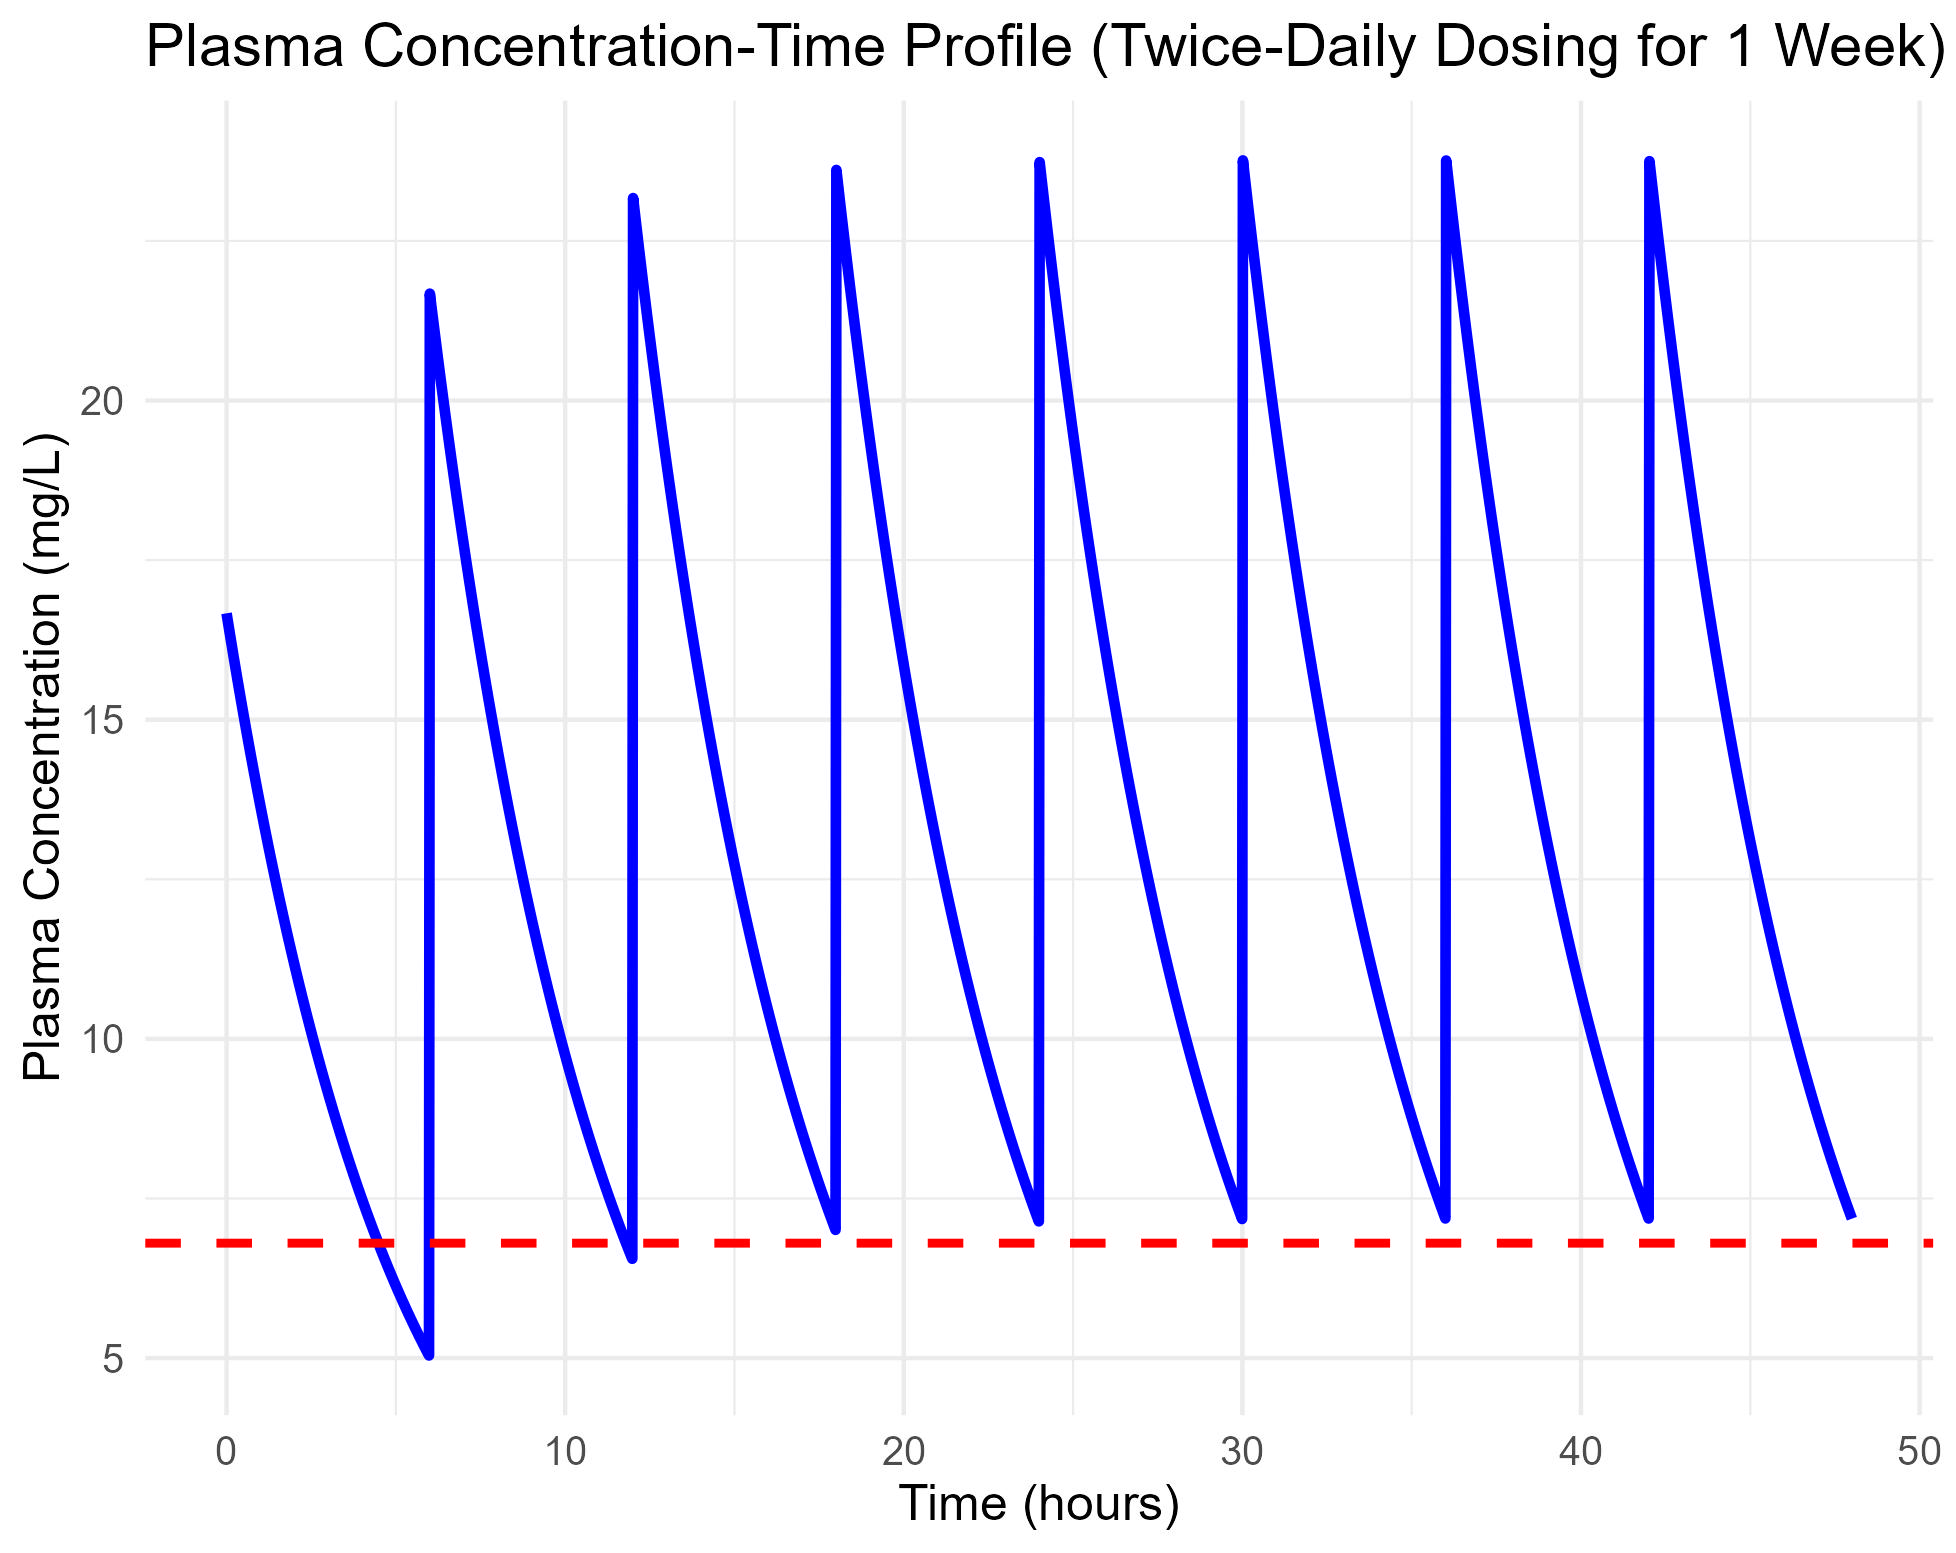 Plasma Concentration-Time Profile (Twice-Daily Dosing for 1 Week)
Plasma Concentration (mg/L)
20
15
10
5
0 10 20 30 40 50
Time (hours)